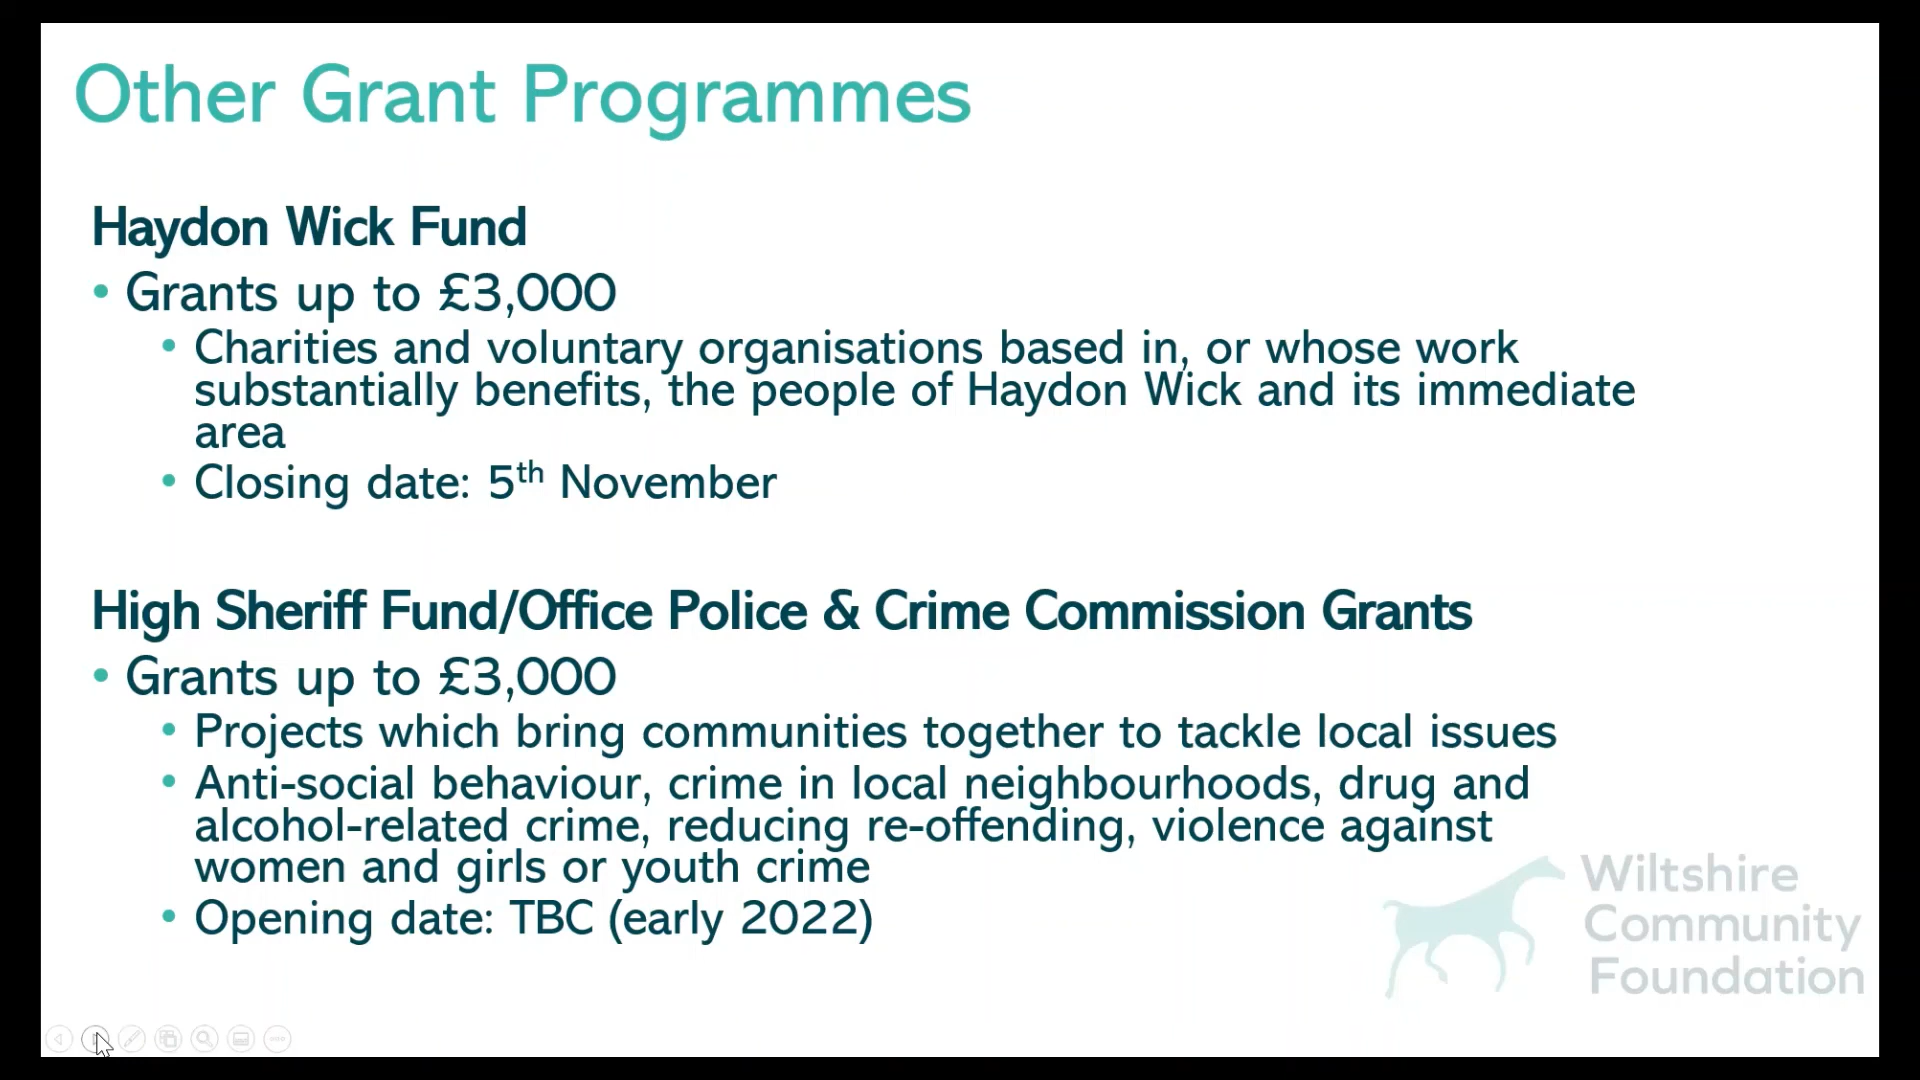 Other Grant Programmes
Haydon Wick Fund
• Grants up to £3,000
• Charities and voluntary organisations based in, or whose work
substantially benefits, the people of Haydon Wick and its immediate
area
• Closing date: 5th November
High Sheriff Fund/Office Police & Crime Commission Grants
• Grants up to £3,000
• Projects which bring communities together to tackle local issues
• Anti-social behaviour, crime in local neighbourhoods, drug and
alcohol-related crime, reducing re-offending, violence against
women and girls or youth crime
• Opening date: TBC (early 2022)
Wiltshire
Community
Foundation